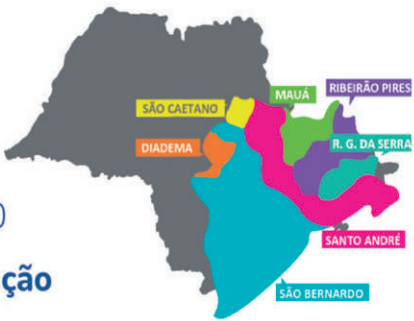 MAUÁ
RIBEIRÃO PIRES
SÃO CAETANO
DIADEMA
R. G. DA SERRA
SANTO ANDRÉ
ção
SÃO BERNARDO